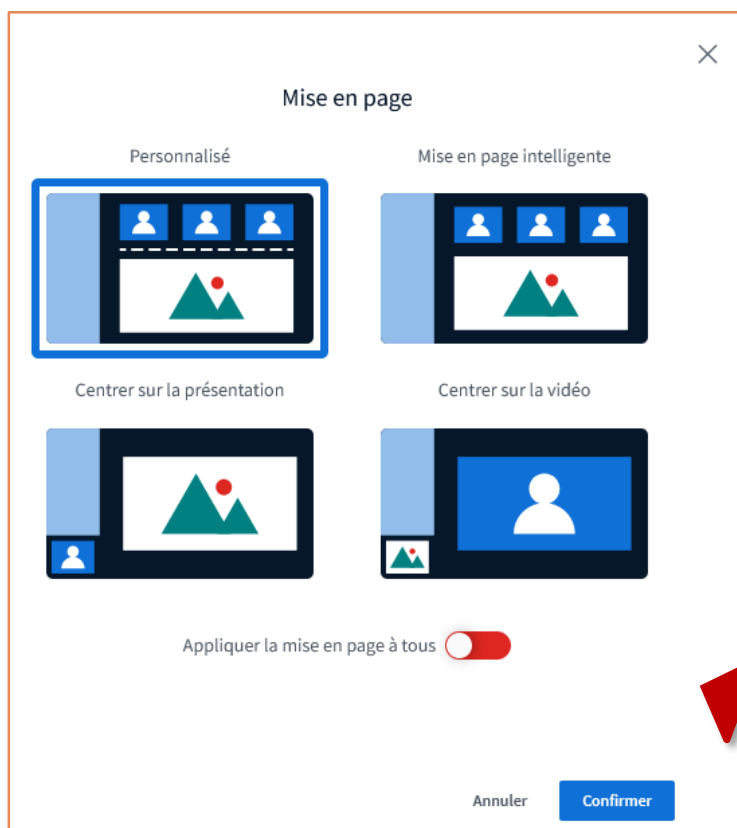 Mise en page
Personnalisé
Mise en page intelligente
Centrer sur la présentation
Centrer sur la vidéo
Appliquer la mise en page à tous
Annuler
Confirmer